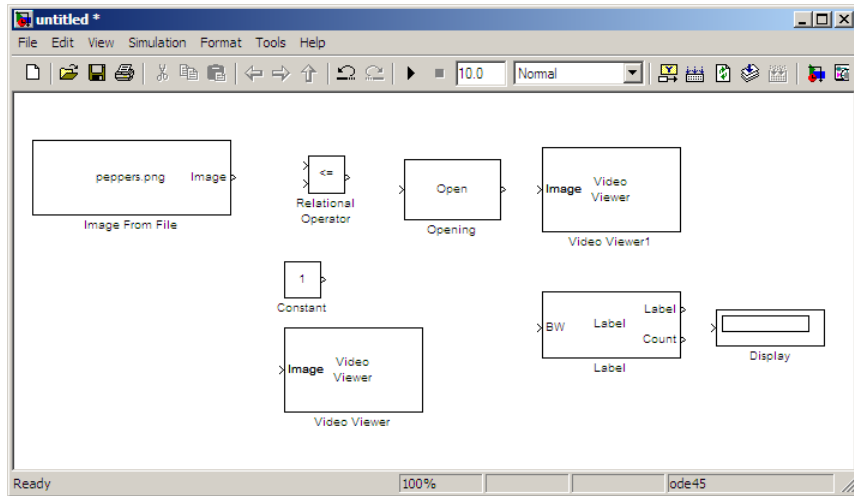 untitled *
File Edit View Simulation Format Tools Help
10.0 Normal
peppers.png Image
Image From File
<=
Relational
Operator
Open
Opening
Image Video
Viewer
Video Viewer1
1
Constant
Image Video
Viewer
Video Viewer
BW Label Label
Count
Label
Display
Ready 100% ode45